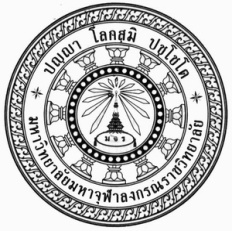 ปญฺญา โลกสฺมิ ปชฺโชโต
ม จ ร
มหาวิทยาลัยมหาจุฬาลงกรณราชวิทยาลัย